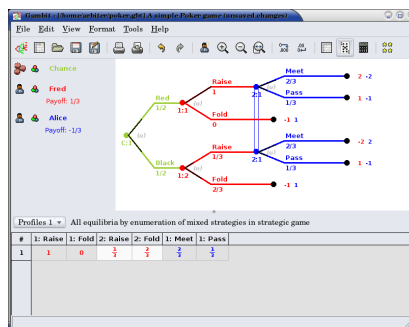 Gambit - [/home/arbiter/poker.gbt] A simple Poker game (unsaved changes)
File Edit View Format Tools Help
Chance
Fred
Payoff: 1/3
Alice
Payoff: -1/3
C:1
(u)
Red
1/2
Black
1/2
1:1
(u)
Raise
1
Fold
0
-1 1
1:2
(u)
Raise
1/3
Fold
2/3
-1 1
2:1
(u)
Meet
2/3
2 -2
Pass
1/3
1 -1
2:1
(u)
Meet
2/3
-2 2
Pass
1/3
1 -1
Profiles 1 All equilibria by enumeration of mixed strategies in strategic game
# 1: Raise 1: Fold 2: Raise 2: Fold 1: Meet 1: Pass
1 1 0 1/3 2/3 2/3 1/3